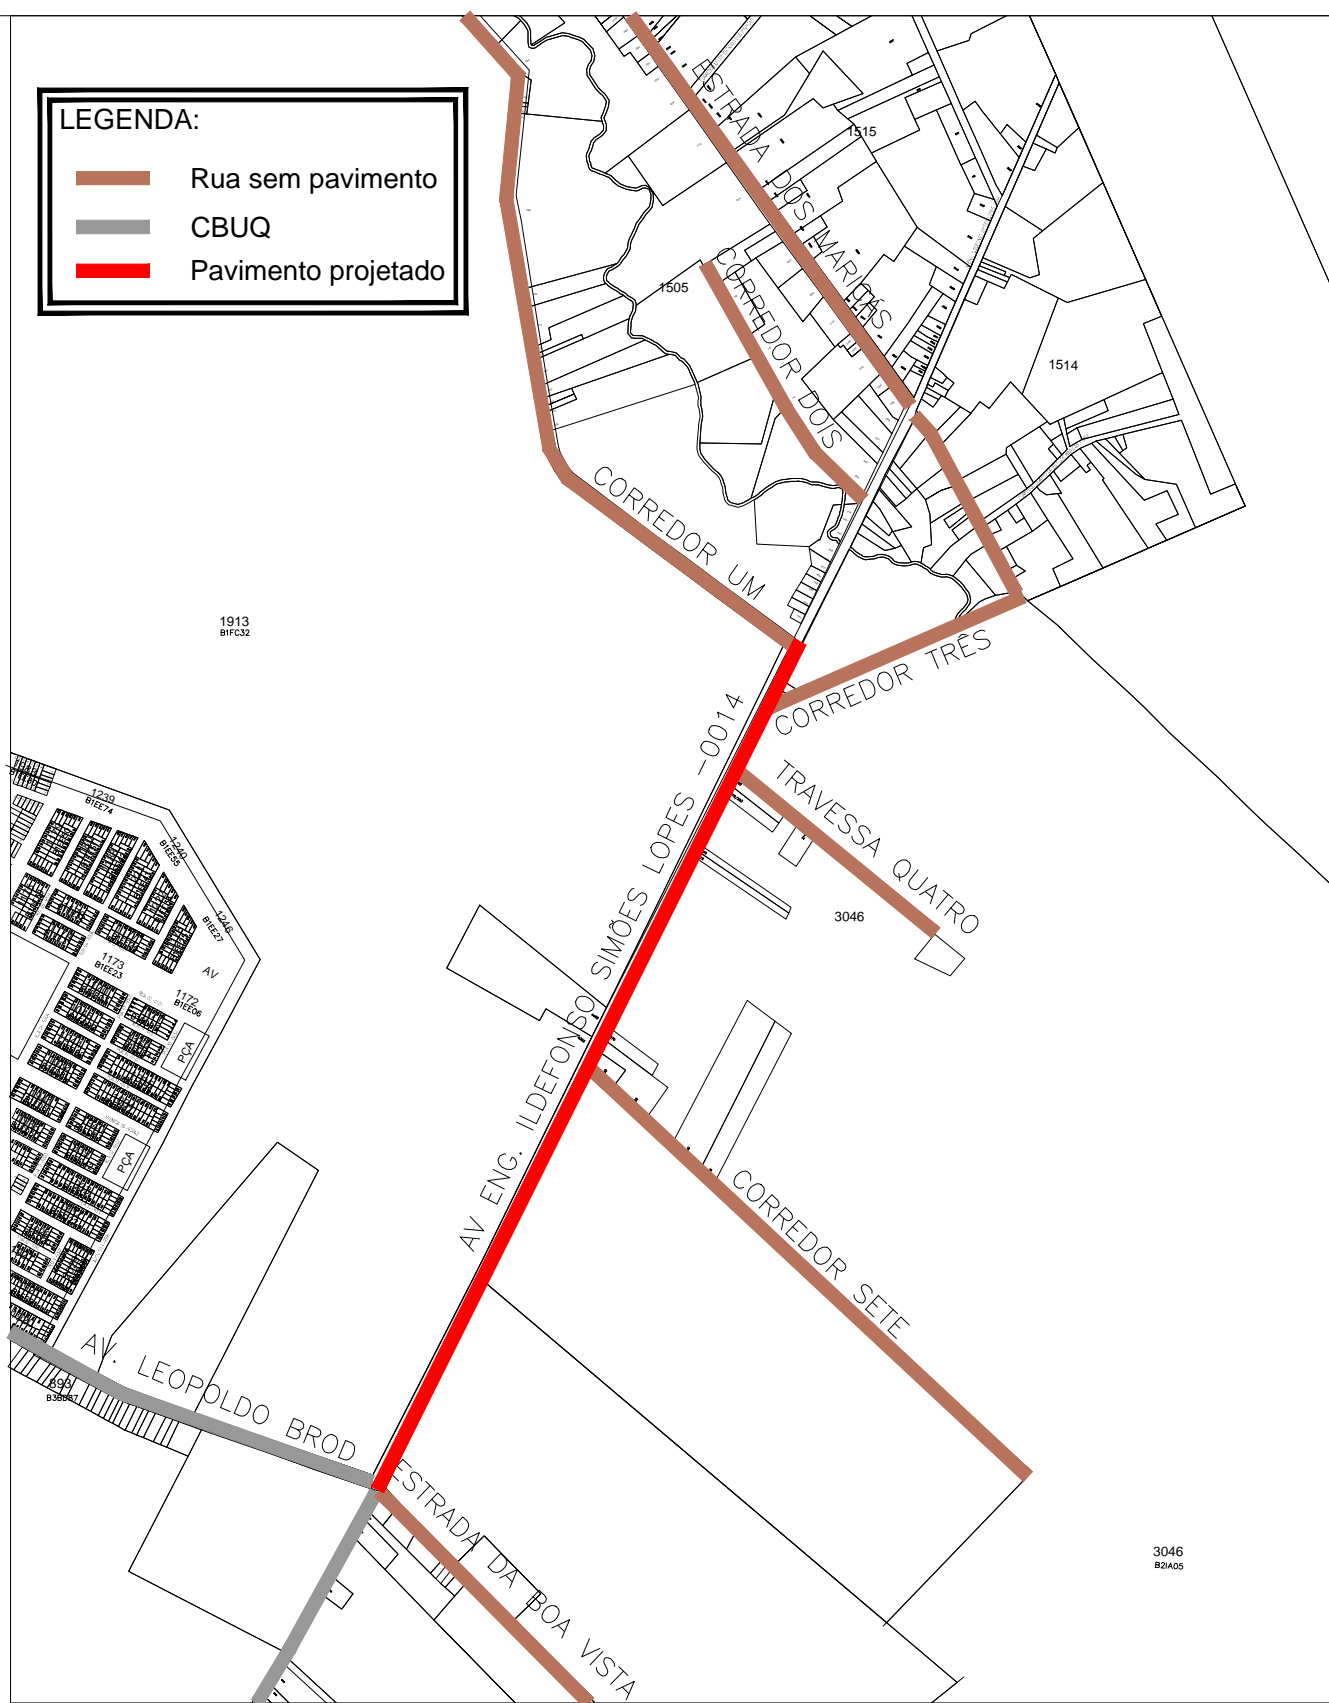 LEGENDA:
Rua sem pavimento
CBUQ
Pavimento projetado
ESTRADA DOS MARICÁS
1515
1505
CORREDOR DOIS
1514
CORREDOR UM
1913
B1FC32
CORREDOR TRÊS
AV ENG. ILDEFONSO SIMÕES LOPES -0014
TRAVESSA QUATRO
1239
B1EE74
1240
B1EE55
1246
B1EE27
3046
1173
B1EE23
AV
1172
B1EE06
PÇA
PÇA
CORREDOR SETE
AV. LEOPOLDO BROD
893
ESTRADA DA BOA VISTA
3046
B2IA05